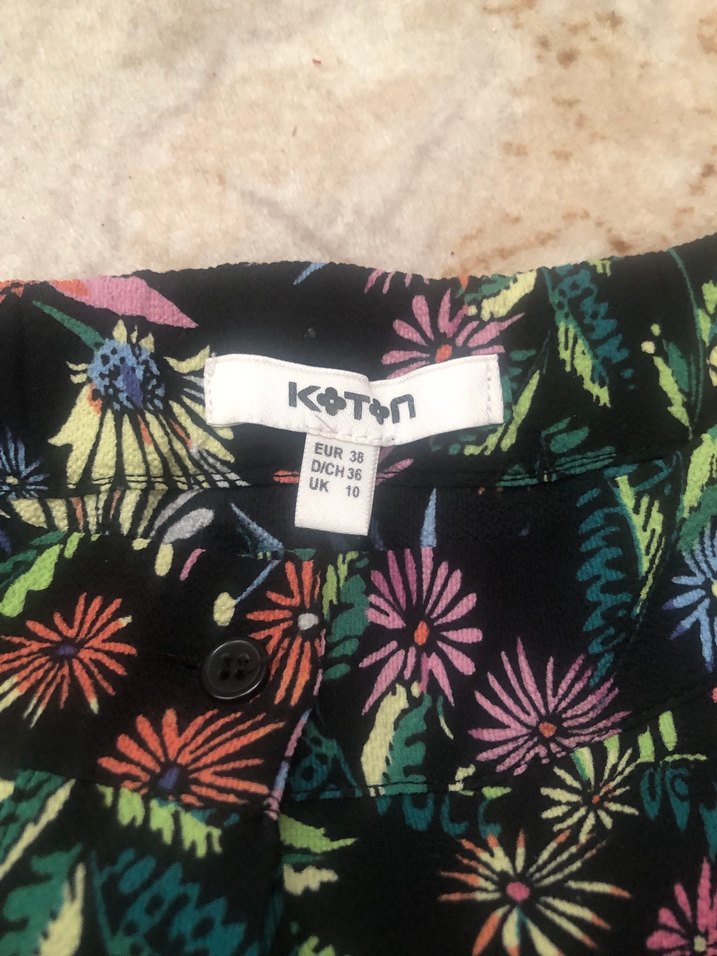 KOTON
EUR 38
D/CH 36
UK 10